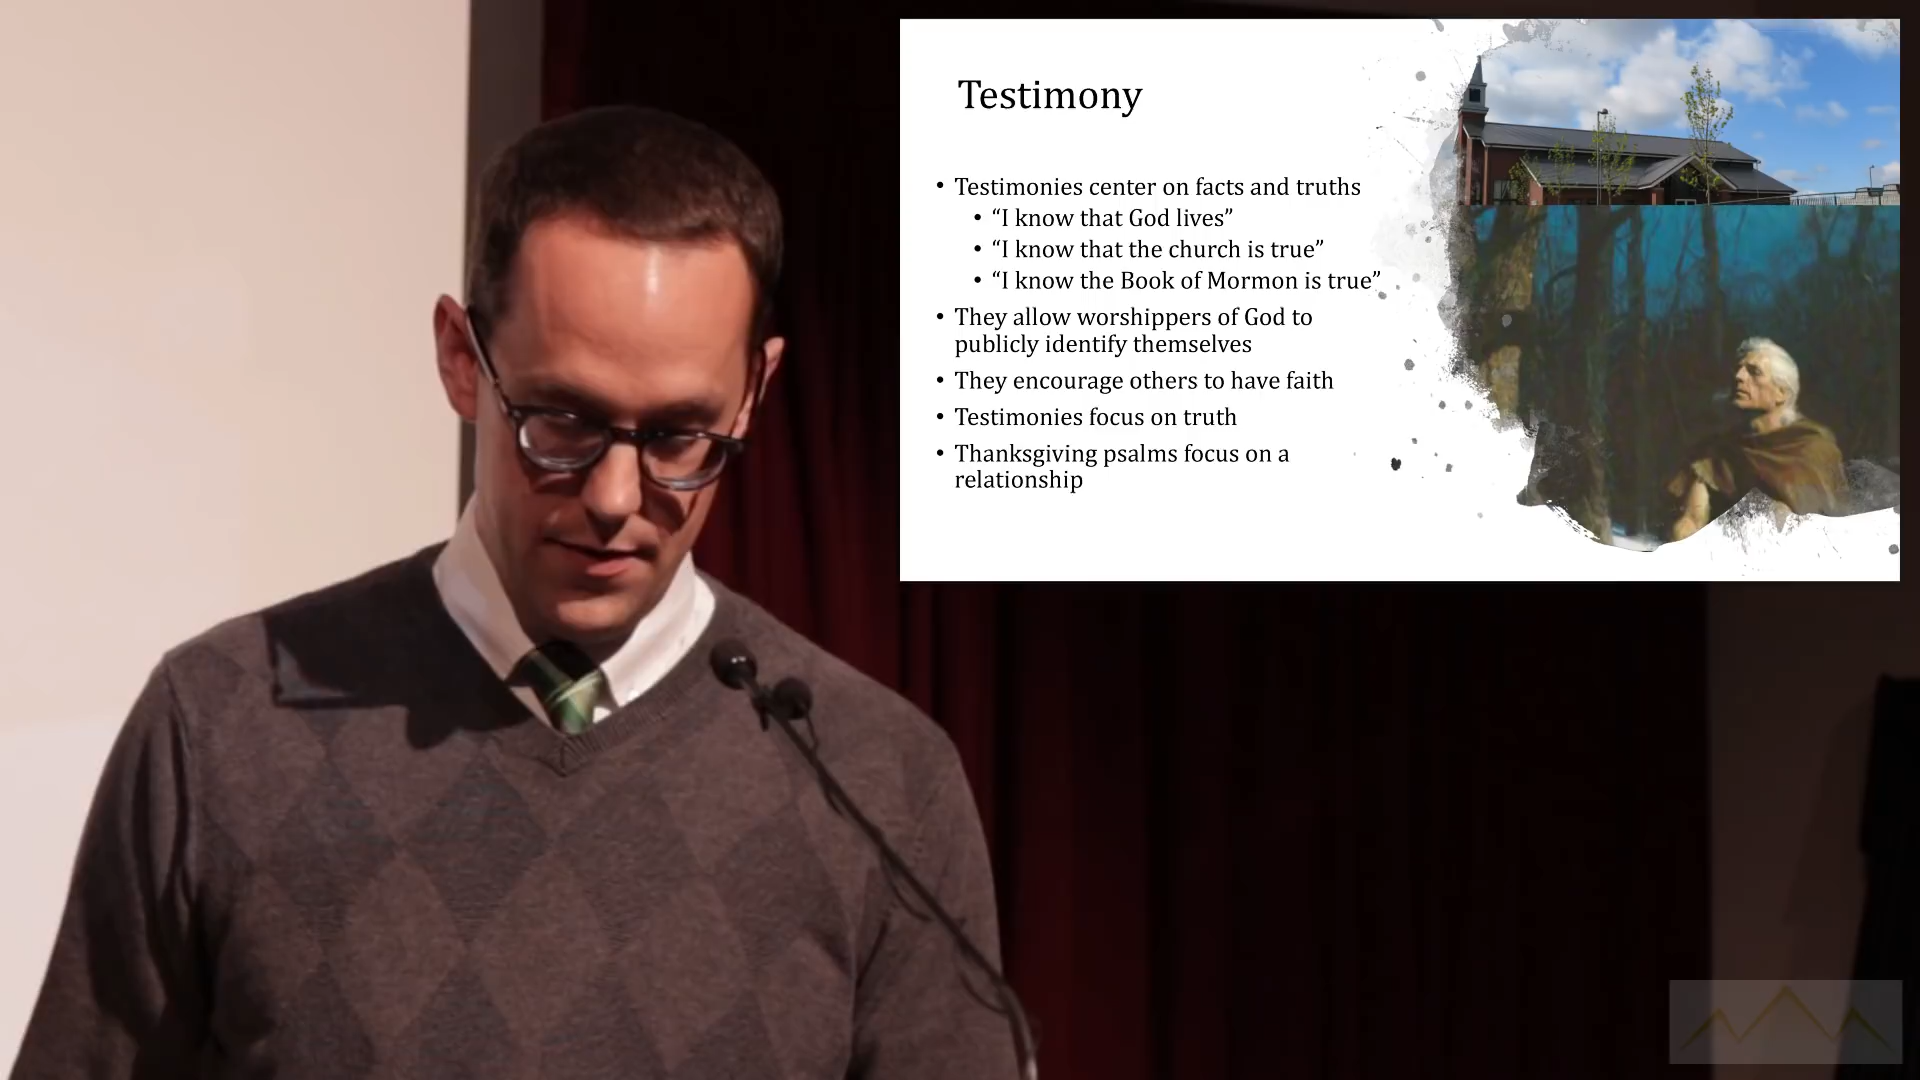 Testimony
• Testimonies center on facts and truths
• “I know that God lives”
• “I know that the church is true”
• “I know the Book of Mormon is true”
• They allow worshippers of God to
publicly identify themselves
• They encourage others to have faith
• Testimonies focus on truth
• Thanksgiving psalms focus on a
relationship